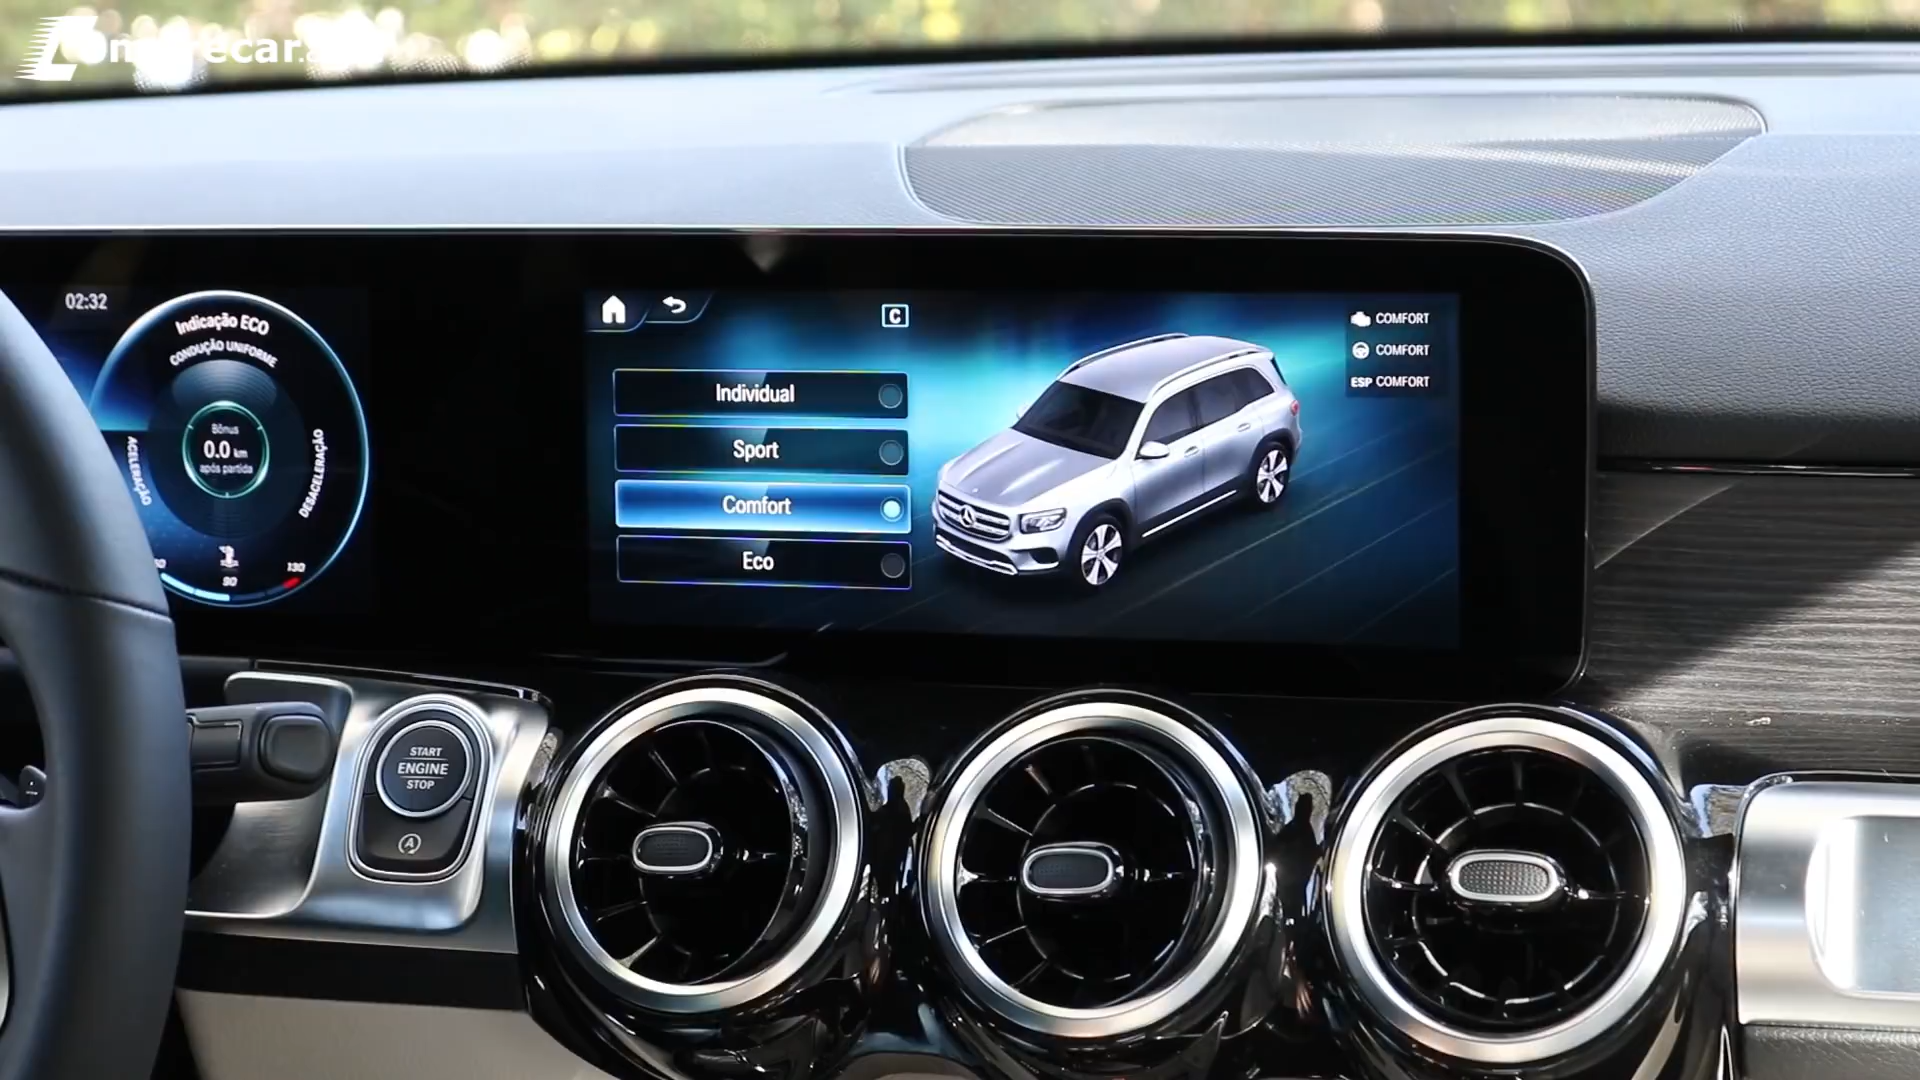 02:32
Indicação ECO
CONDUÇÃO UNIFORME
ACELERAÇÃO
DESACELERAÇÃO
Bônus
0.0 km
após partida
90
130
C
Individual
Sport
Comfort
Eco
COMFORT
COMFORT
ESP COMFORT
START
ENGINE
STOP
A